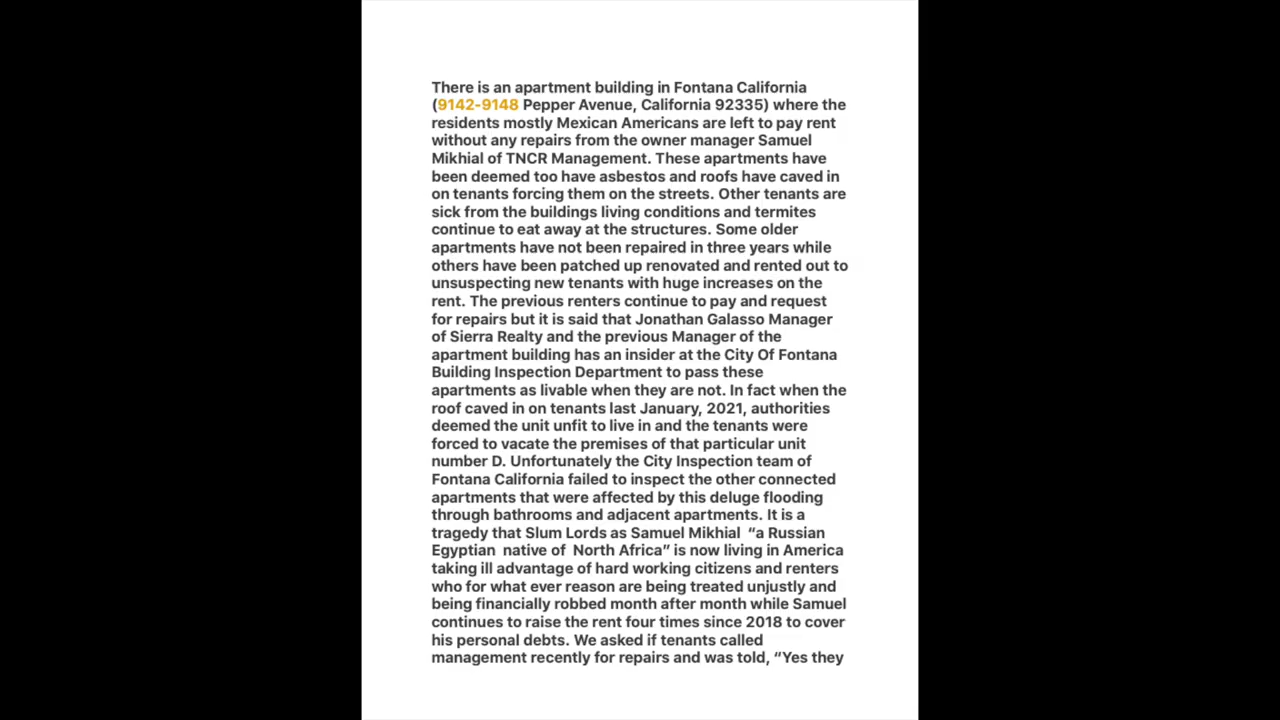 There is an apartment building in Fontana California
(9142-9148 Pepper Avenue, California 92335) where the
residents mostly Mexican Americans are left to pay rent
without any repairs from the owner manager Samuel
Mikhial of TNCR Management. These apartments have
been deemed too have asbestos and roofs have caved in
on tenants forcing them on the streets. Other tenants are
sick from the buildings living conditions and termites
continue to eat away at the structures. Some older
apartments have not been repaired in three years while
others have been patched up renovated and rented out to
unsuspecting new tenants with huge increases on the
rent. The previous renters continue to pay and request
for repairs but it is said that Jonathan Galasso Manager
of Sierra Realty and the previous Manager of the
apartment building has an insider at the City Of Fontana
Building Inspection Department to pass these
apartments as livable when they are not. In fact when the
roof caved in on tenants last January, 2021, authorities
deemed the unit unfit to live in and the tenants were
forced to vacate the premises of that particular unit
number D. Unfortunately the City Inspection team of
Fontana California failed to inspect the other connected
apartments that were affected by this deluge flooding
through bathrooms and adjacent apartments. It is a
tragedy that Slum Lords as Samuel Mikhial  “a Russian
Egyptian  native of  North Africa” is now living in America
taking ill advantage of hard working citizens and renters
who for what ever reason are being treated unjustly and
being financially robbed month after month while Samuel
continues to raise the rent four times since 2018 to cover
his personal debts. We asked if tenants called
management recently for repairs and was told, “Yes they